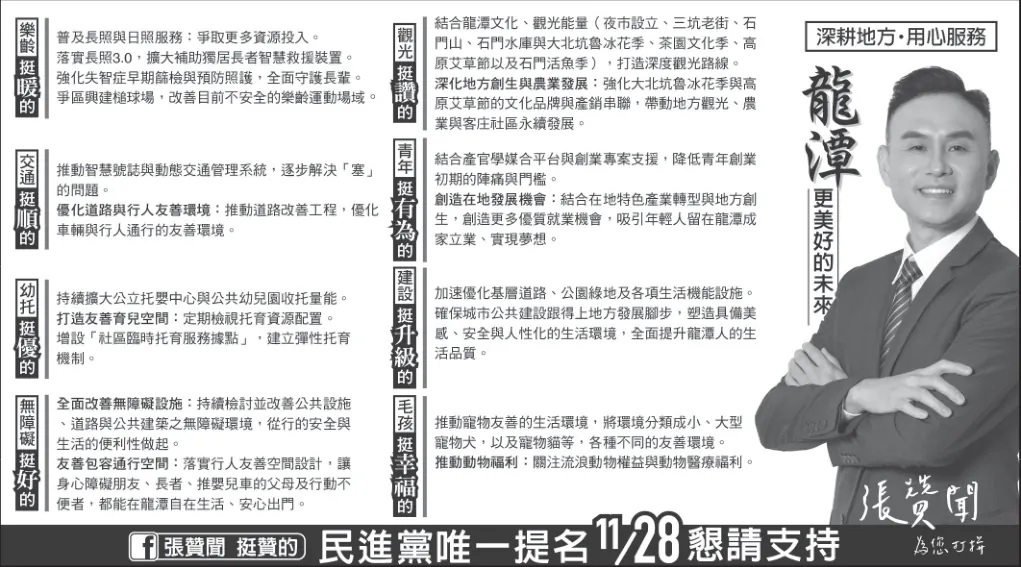 樂齡 挺暖的
普及長照與日照服務：爭取更多資源投入。
落實長照3.0，擴大補助獨居長者智慧救援裝置。
強化失智症早期篩檢與預防照護，全面守護長輩。
爭區興建槌球場，改善目前不安全的樂齡運動場域。
交通 挺順的
推動智慧號誌與動態交通管理系統，逐步解決「塞」
的問題。
優化道路與行人友善環境：推動道路改善工程，優化
車輛與行人通行的友善環境。
幼托 挺優的
持續擴大公立托嬰中心與公共幼兒園收托量能。
打造友善育兒空間：定期檢視托育資源配置。
增設「社區臨時托育服務據點」，建立彈性托育
機制。
無障礙 挺好的
全面改善無障礙設施：持續檢討並改善公共設施
、道路與公共建築之無障礙環境，從行的安全與
生活的便利性做起。
友善包容通行空間：落實行人友善空間設計，讓
身心障礙朋友、長者、推嬰兒車的父母及行動不
便者，都能在龍潭自在生活、安心出門。
觀光 挺讚的
結合龍潭文化、觀光能量（夜市設立、三坑老街、石
門山、石門水庫與大北坑魯冰花季、茶園文化季、高
原艾草節以及石門活魚季），打造深度觀光路線。
深化地方創生與農業發展：強化大北坑魯冰花季與高
原艾草節的文化品牌與產銷串聯，帶動地方觀光、農
業與客庄社區永續發展。
青年 挺有為的
結合產官學媒合平台與創業專案支援，降低青年創業
初期的陣痛與門檻。
創造在地發展機會：結合在地特色產業轉型與地方創
生，創造更多優質就業機會，吸引年輕人留在龍潭成
家立業、實現夢想。
建設 挺升級的
加速優化基層道路、公園綠地及各項生活機能設施。
確保城市公共建設跟得上地方發展腳步，塑造具備美
感、安全與人性化的生活環境，全面提升龍潭人的生
活品質。
毛孩 挺幸福的
推動寵物友善的生活環境，將環境分類成小、大型
寵物犬，以及寵物貓等，各種不同的友善環境。
推動動物福利：關注流浪動物權益與動物醫療福利。
深耕地方・用心服務
龍潭
更美好的未來
張贊聞
為您打拚
張贊聞 挺贊的
民進黨唯一提名 11/28 懇請支持